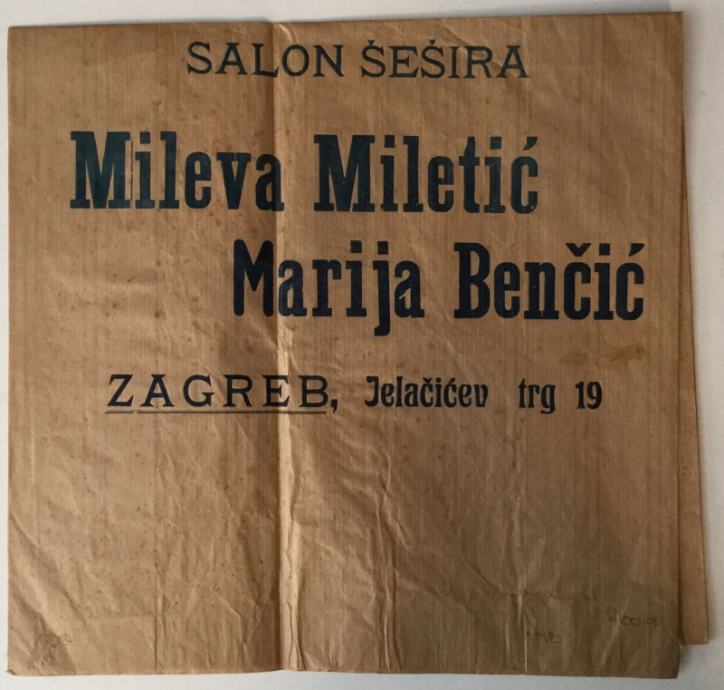 SALON ŠEŠIRA
Mileva Miletić
Marija Benčić
ZAGREB, Jelačićev trg 19